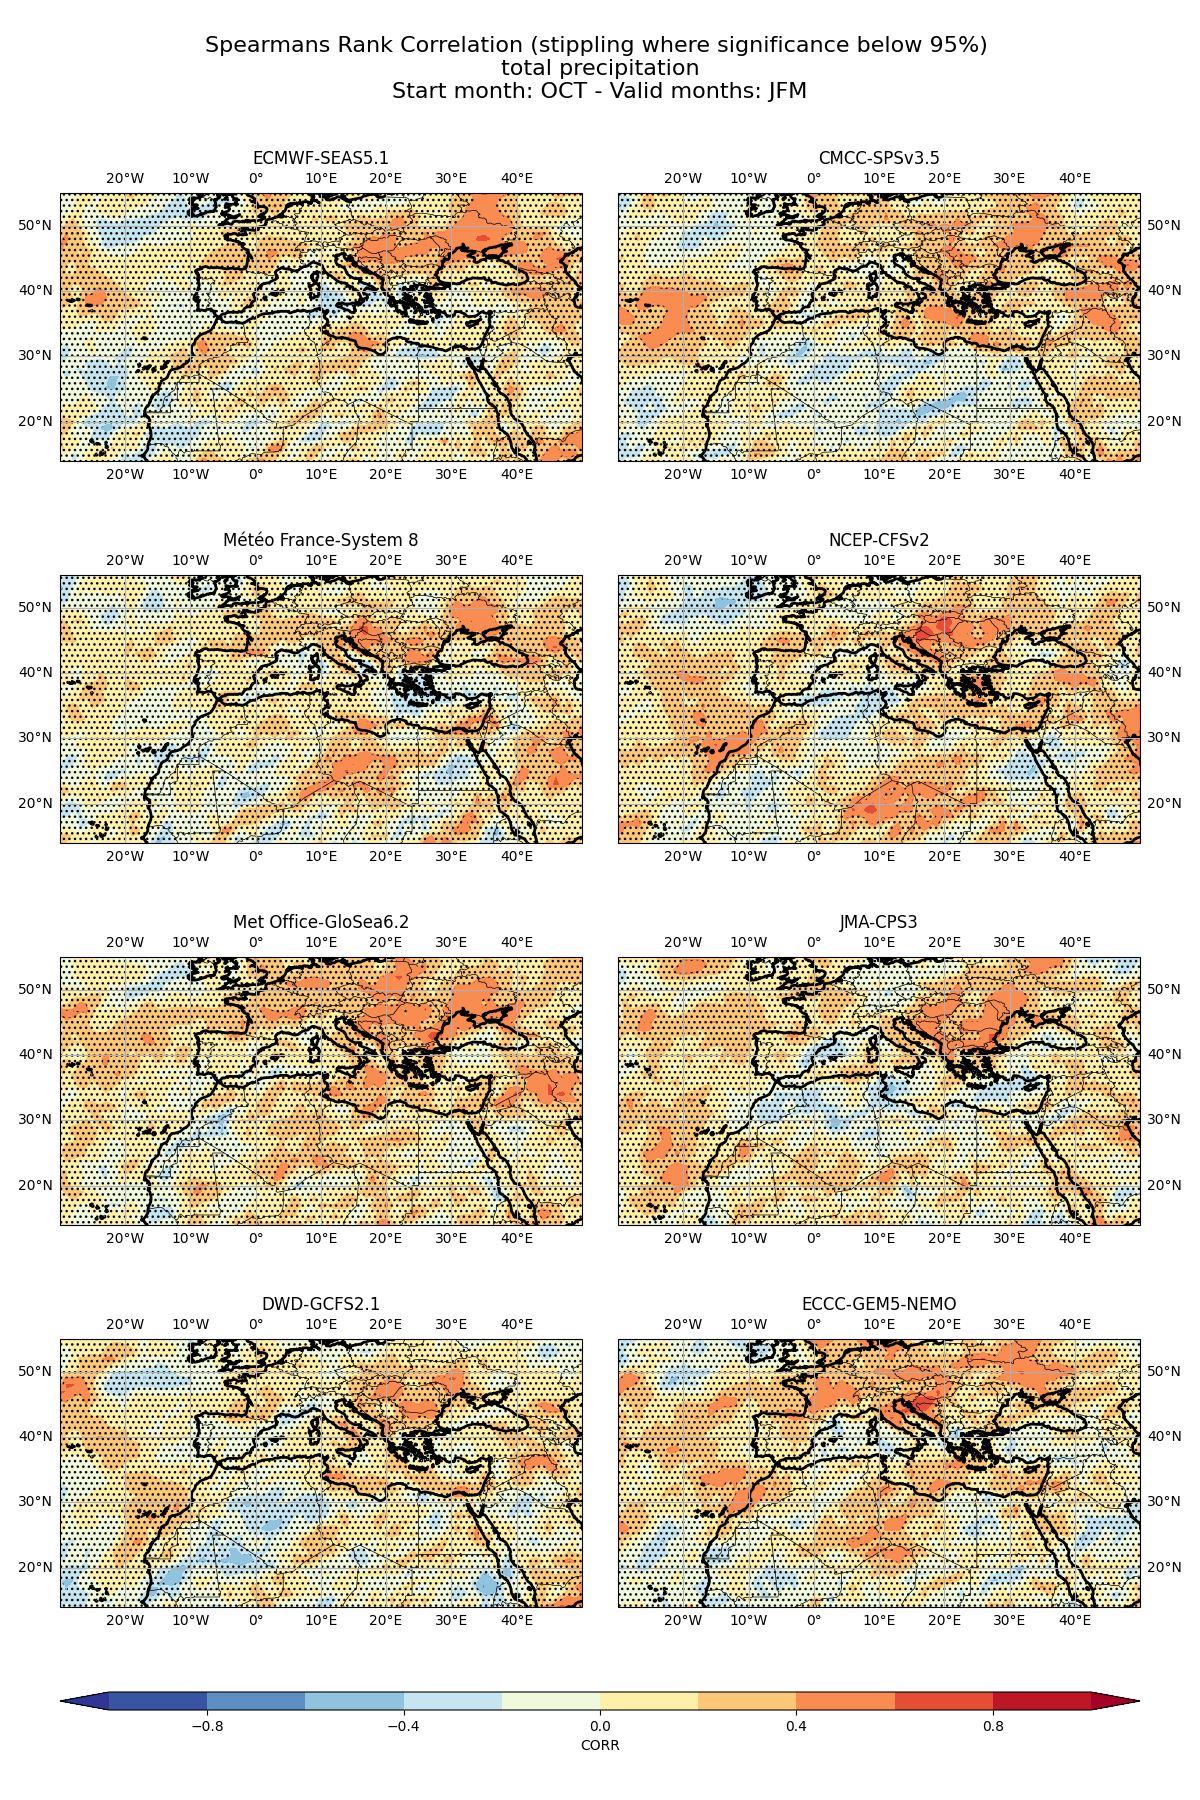 Spearmans Rank Correlation (stippling where significance below 95%)
total precipitation
Start month: OCT - Valid months: JFM
ECMWF-SEAS5.1
20°W 10°W 0° 10°E 20°E 30°E 40°E
50°N
40°N
30°N
20°N
20°W 10°W 0° 10°E 20°E 30°E 40°E
CMCC-SPSv3.5
20°W 10°W 0° 10°E 20°E 30°E 40°E
50°N
40°N
30°N
20°N
20°W 10°W 0° 10°E 20°E 30°E 40°E
Météo France-System 8
20°W 10°W 0° 10°E 20°E 30°E 40°E
50°N
40°N
30°N
20°N
20°W 10°W 0° 10°E 20°E 30°E 40°E
NCEP-CFSv2
20°W 10°W 0° 10°E 20°E 30°E 40°E
50°N
40°N
30°N
20°N
20°W 10°W 0° 10°E 20°E 30°E 40°E
Met Office-GloSea6.2
20°W 10°W 0° 10°E 20°E 30°E 40°E
50°N
40°N
30°N
20°N
20°W 10°W 0° 10°E 20°E 30°E 40°E
JMA-CPS3
20°W 10°W 0° 10°E 20°E 30°E 40°E
50°N
40°N
30°N
20°N
20°W 10°W 0° 10°E 20°E 30°E 40°E
DWD-GCFS2.1
20°W 10°W 0° 10°E 20°E 30°E 40°E
50°N
40°N
30°N
20°N
20°W 10°W 0° 10°E 20°E 30°E 40°E
ECCC-GEM5-NEMO
20°W 10°W 0° 10°E 20°E 30°E 40°E
50°N
40°N
30°N
20°N
20°W 10°W 0° 10°E 20°E 30°E 40°E
−0.8 −0.4 0.0 0.4 0.8
CORR